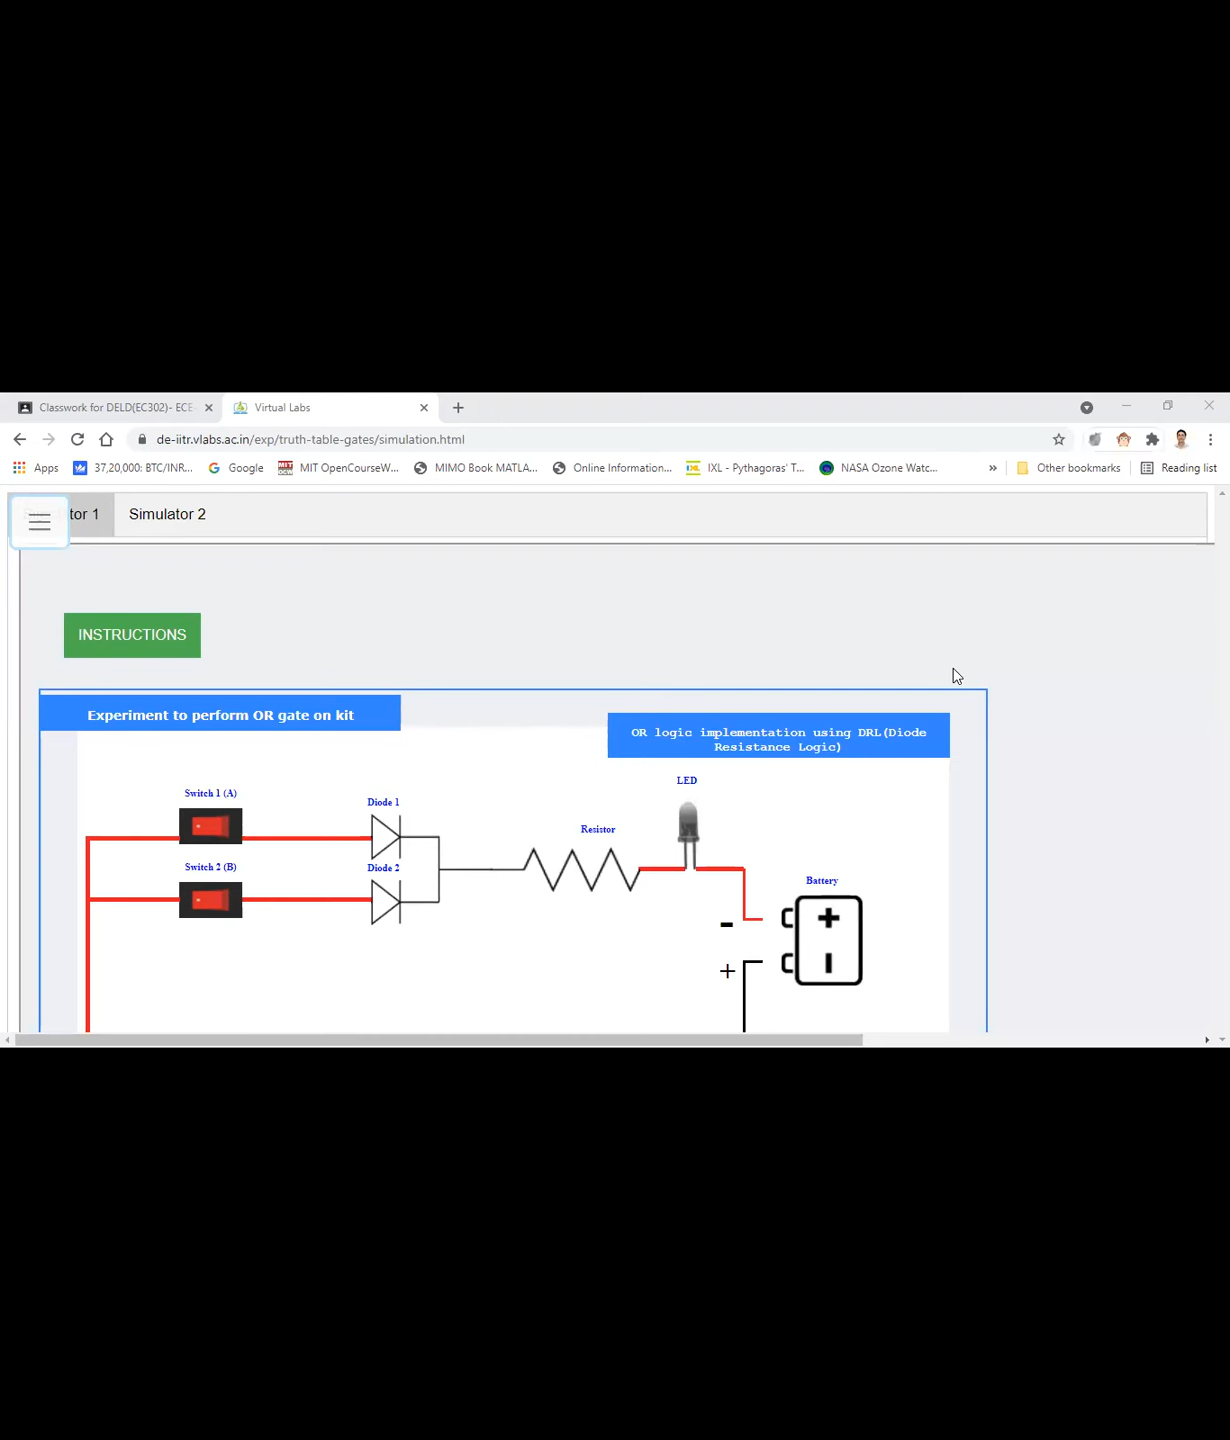 Classwork for DELD(EC302)- ECE-
Virtual Labs
de-iitr.vlabs.ac.in/exp/truth-table-gates/simulation.html
Apps
37,20,000: BTC/INR...
Google
MIT OpenCourseW...
MIMO Book MATLA...
Online Information...
IXL - Pythagoras' T...
NASA Ozone Watc...
»
Other bookmarks
Reading list
tor 1
Simulator 2
INSTRUCTIONS
Experiment to perform OR gate on kit
OR logic implementation using DRL(Diode
Resistance Logic)
LED
Switch 1 (A)
Diode 1
Resistor
Switch 2 (B)
Diode 2
Battery
-
+
+